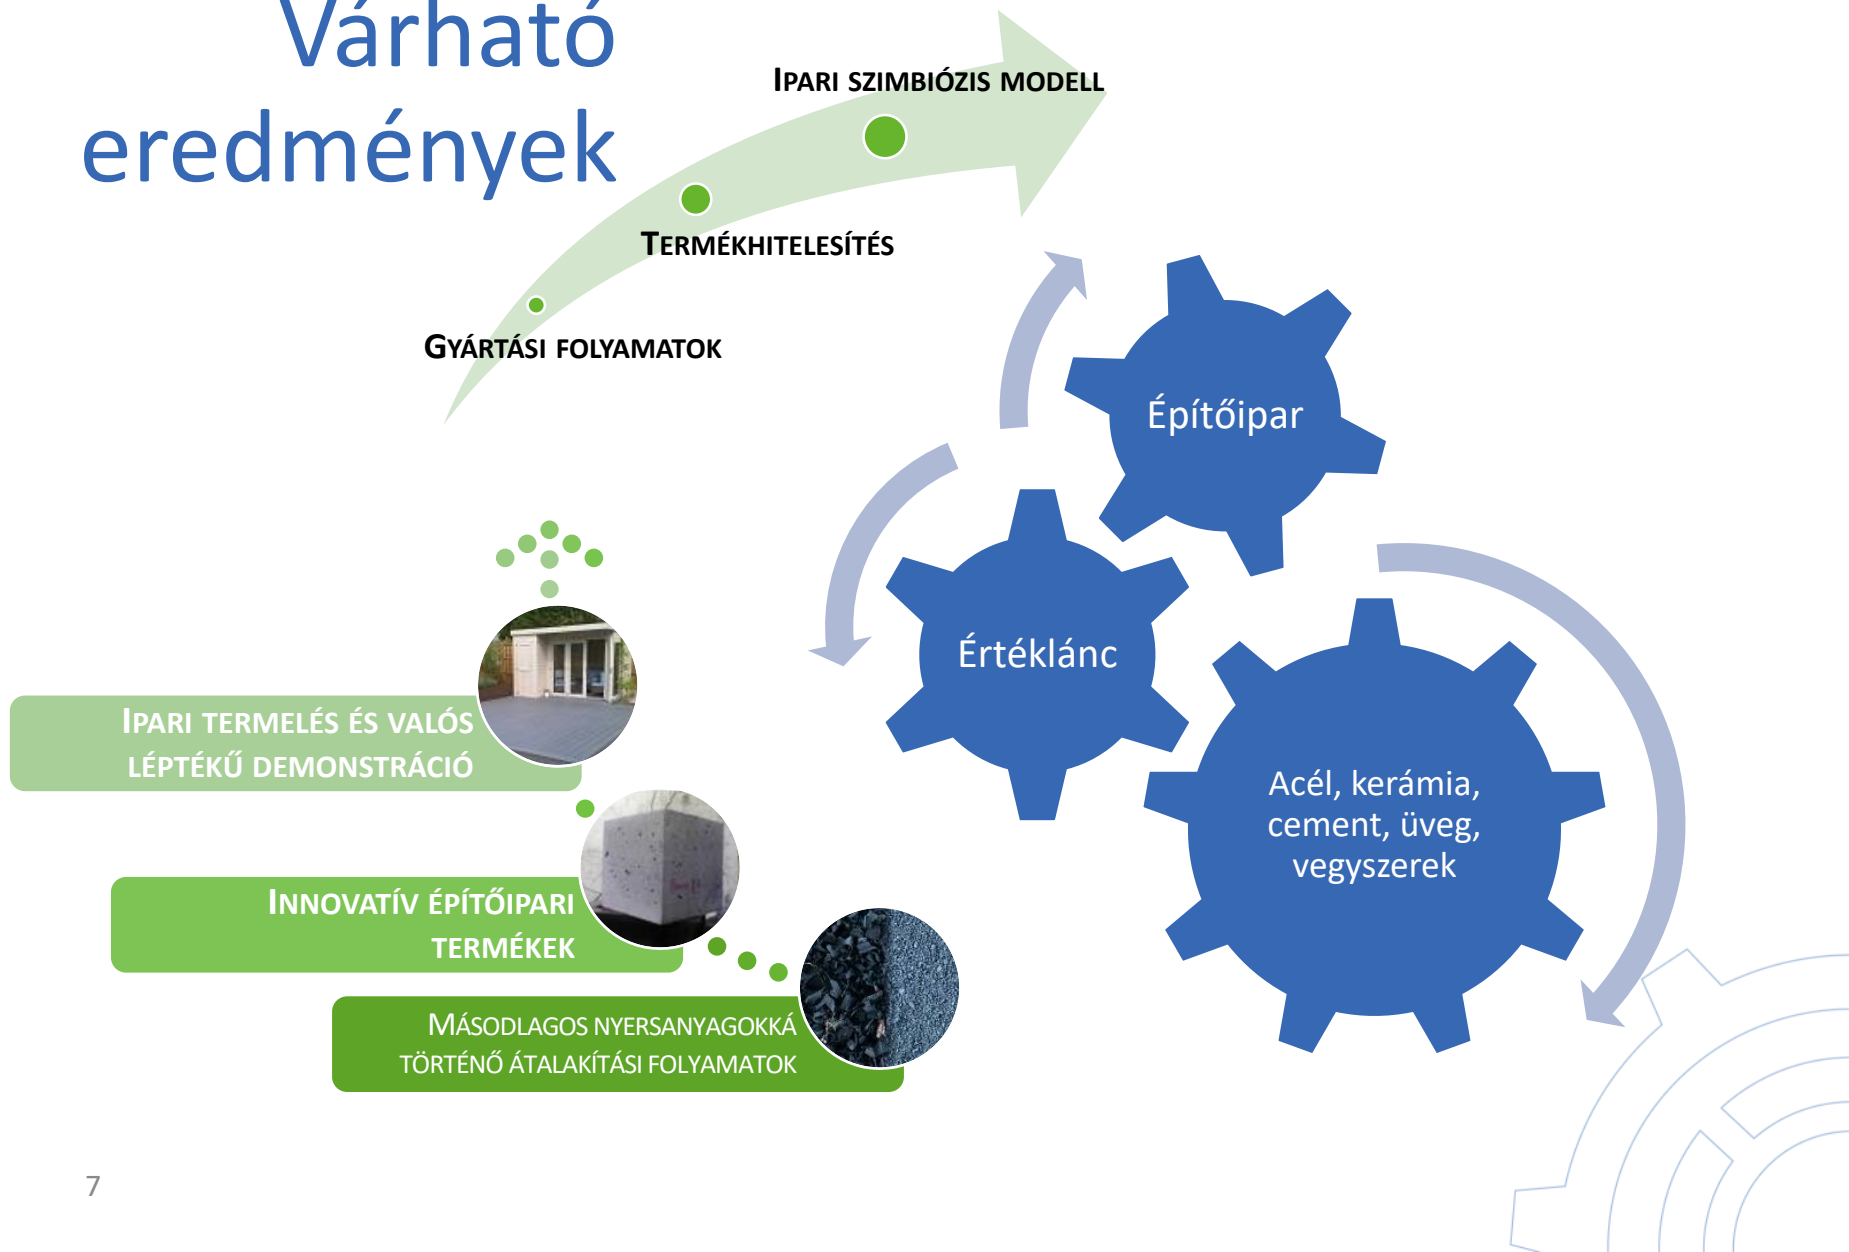 Várható
eredmények
IPARI SZIMBIÓZIS MODELL
TERMÉKHITELESÍTÉS
GYÁRTÁSI FOLYAMATOK
Építőipar
Értéklánc
Acél, kerámia,
cement, üveg,
vegyszerek
IPARI TERMELÉS ÉS VALÓS
LÉPTÉKŰ DEMONSTRÁCIÓ
INNOVATÍV ÉPÍTŐIPARI
TERMÉKEK
MÁSODLAGOS NYERSANYAGOKKÁ
TÖRTÉNŐ ÁTALAKÍTÁSI FOLYAMATOK
7